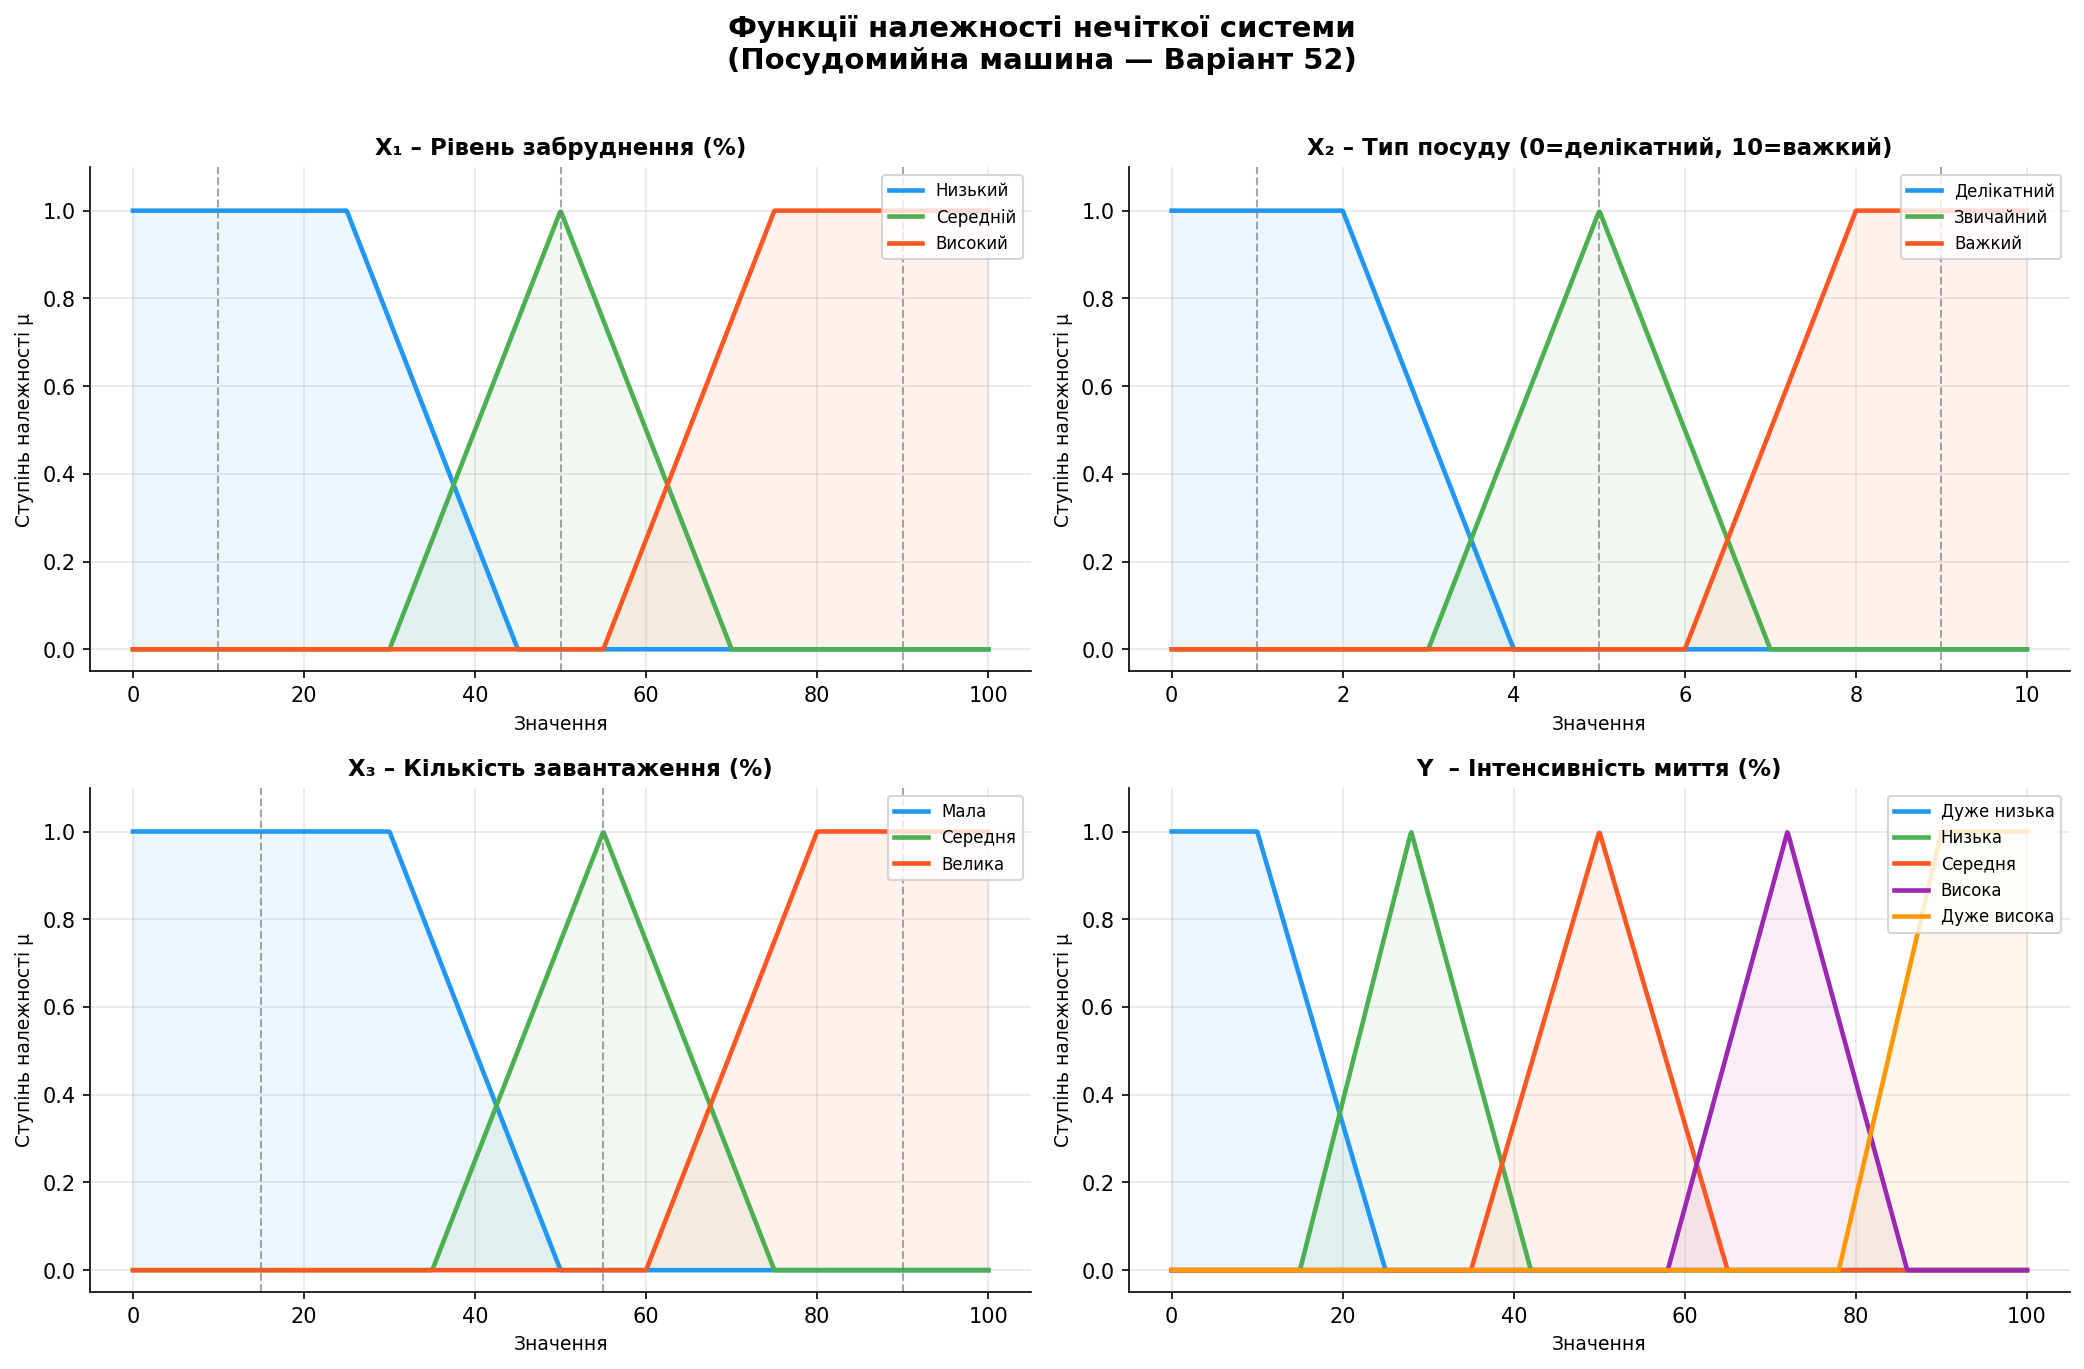 Функції належності нечіткої системи
(Посудомийна машина — Варіант 52)
X₁ – Рівень забруднення (%)
Ступінь належності μ
1.0
0.8
0.6
0.4
0.2
0.0
0 20 40 60 80 100
Значення
Низький
Середній
Високий
X₂ – Тип посуду (0=делікатний, 10=важкий)
Ступінь належності μ
1.0
0.8
0.6
0.4
0.2
0.0
0 2 4 6 8 10
Значення
Делікатний
Звичайний
Важкий
X₃ – Кількість завантаження (%)
Ступінь належності μ
1.0
0.8
0.6
0.4
0.2
0.0
0 20 40 60 80 100
Значення
Мала
Середня
Велика
Y – Інтенсивність миття (%)
Ступінь належності μ
1.0
0.8
0.6
0.4
0.2
0.0
0 20 40 60 80 100
Значення
Дуже низька
Низька
Середня
Висока
Дуже висока